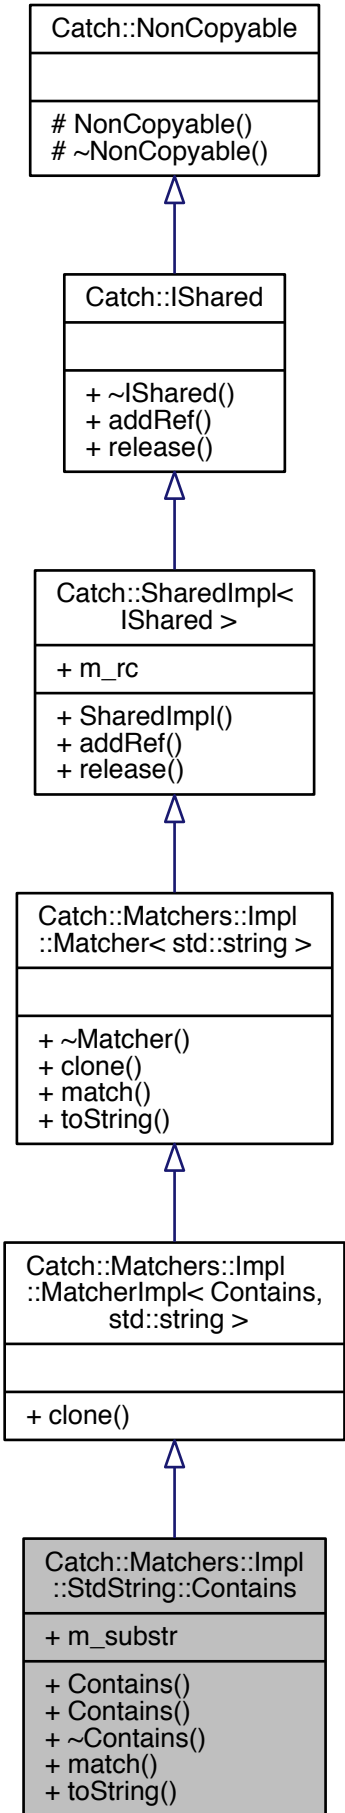 Catch::NonCopyable
# NonCopyable()
# ~NonCopyable()
Catch::IShared
+ ~IShared()
+ addRef()
+ release()
Catch::SharedImpl<
IShared >
+ m_rc
+ SharedImpl()
+ addRef()
+ release()
Catch::Matchers::Impl
::Matcher< std::string >
+ ~Matcher()
+ clone()
+ match()
+ toString()
Catch::Matchers::Impl
::MatcherImpl< Contains,
std::string >
+ clone()
Catch::Matchers::Impl
::StdString::Contains
+ m_substr
+ Contains()
+ Contains()
+ ~Contains()
+ match()
+ toString()